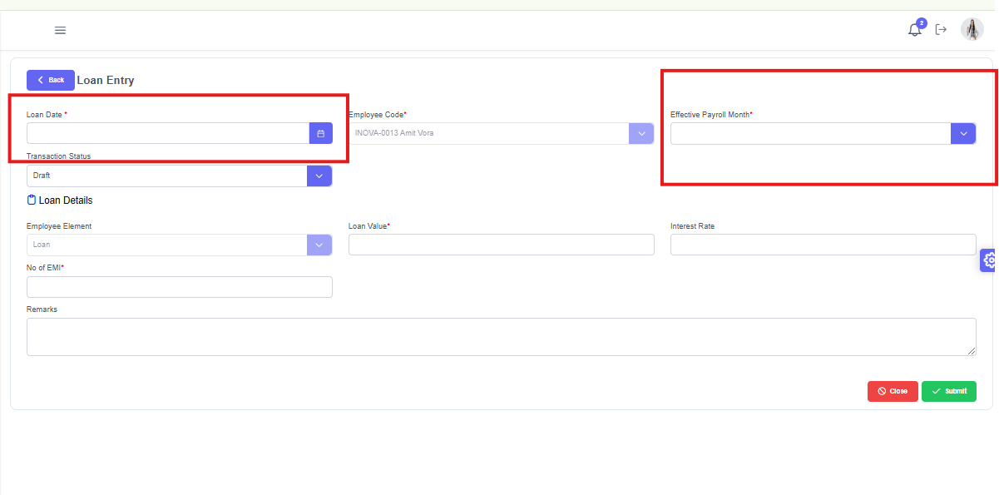 2
Back Loan Entry
Loan Date * Employee Code* Effective Payroll Month*
INOVA-0013 Amit Vora
Transaction Status
Draft
Loan Details
Employee Element Loan Value* Interest Rate
Loan
No of EMI*
Remarks
Close Submit